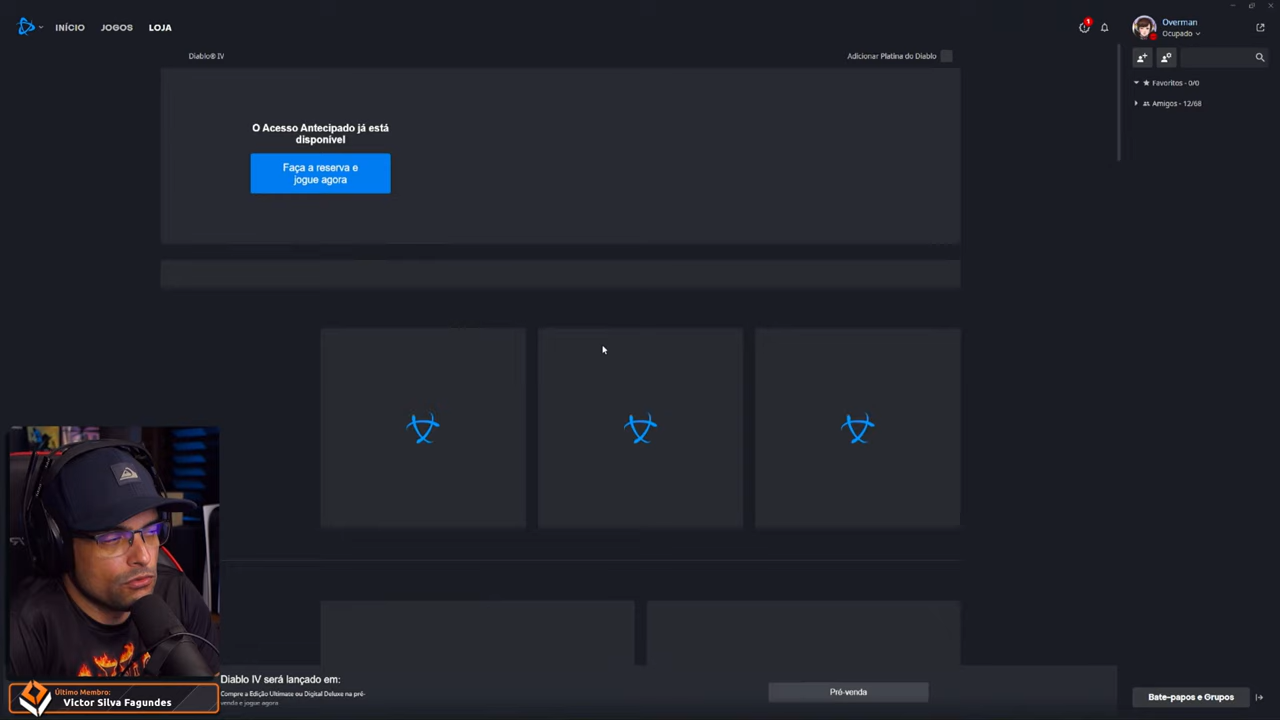 INÍCIO JOGOS LOJA
1
Overman
Ocupado
Diablo® IV
Adicionar Platina do Diablo
Favoritos - 0/0
Amigos - 12/68
O Acesso Antecipado já está
disponível
Faça a reserva e
jogue agora
Diablo IV será lançado em:
Compre a Edição Ultimate ou Digital Deluxe na pré-
venda e jogue agora
Pré-venda
Bate-papos e Grupos
Último Membro:
Victor Silva Fagundes